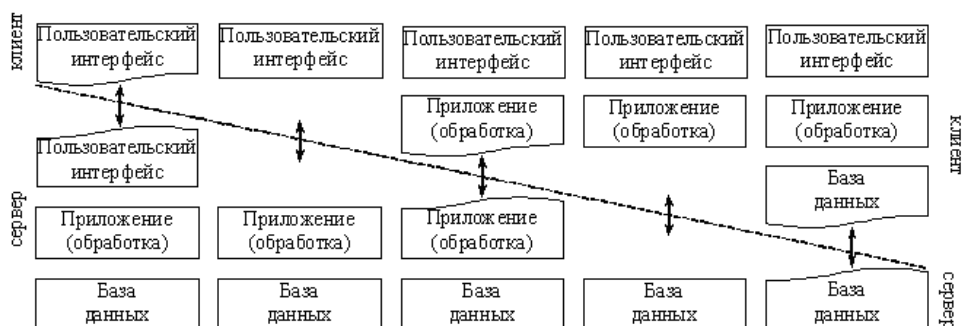 клиент
Пользовательский
интерфейс
Пользовательский
интерфейс
Пользовательский
интерфейс
Пользовательский
интерфейс
Пользовательский
интерфейс
Приложение
(обработка)
Приложение
(обработка)
Приложение
(обработка)
клиент
Пользовательский
интерфейс
База
данных
сервер
Приложение
(обработка)
Приложение
(обработка)
Приложение
(обработка)
База
данных
База
данных
База
данных
База
данных
База
данных
сервер